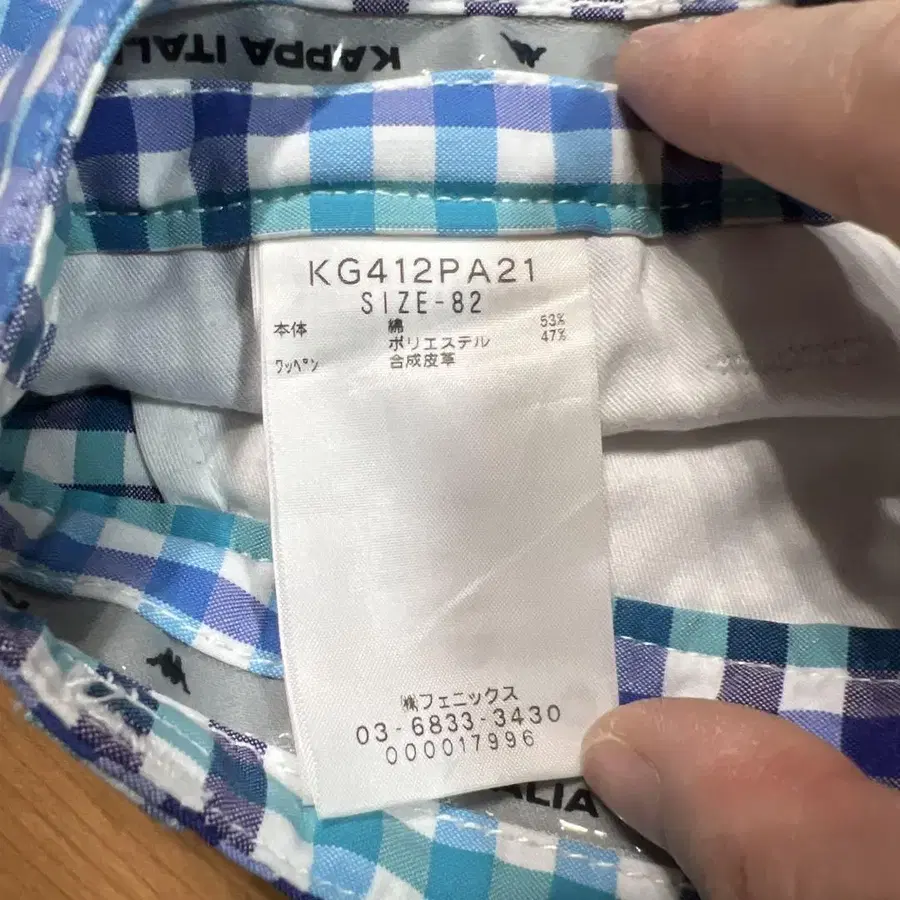 KAPPA ITALI
KG412PA21
SIZE-82
本体 綿 53%
ポリエステル 47%
ワッペン 合成皮革
㈱フェニックス
03-6833-3430
000017996
ALIA